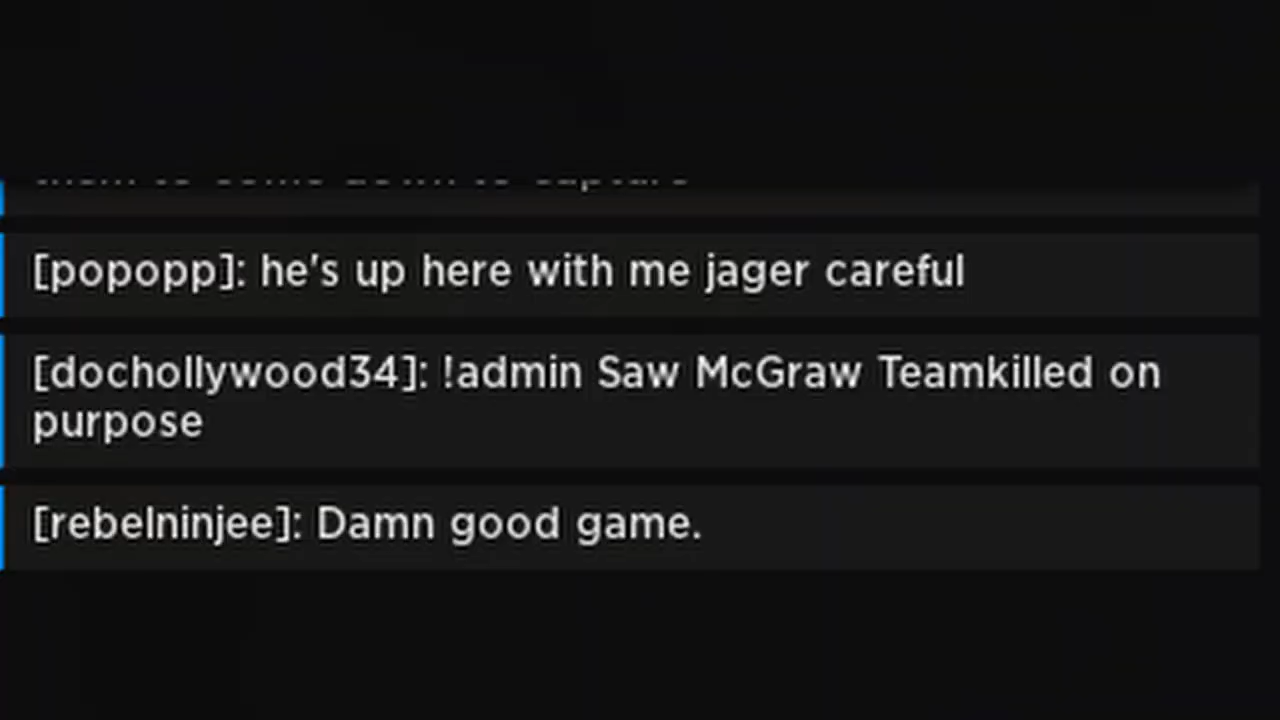 [popopp]: he's up here with me jager careful
[dochollywood34]: !admin Saw McGraw Teamkilled on
purpose
[rebelninjee]: Damn good game.